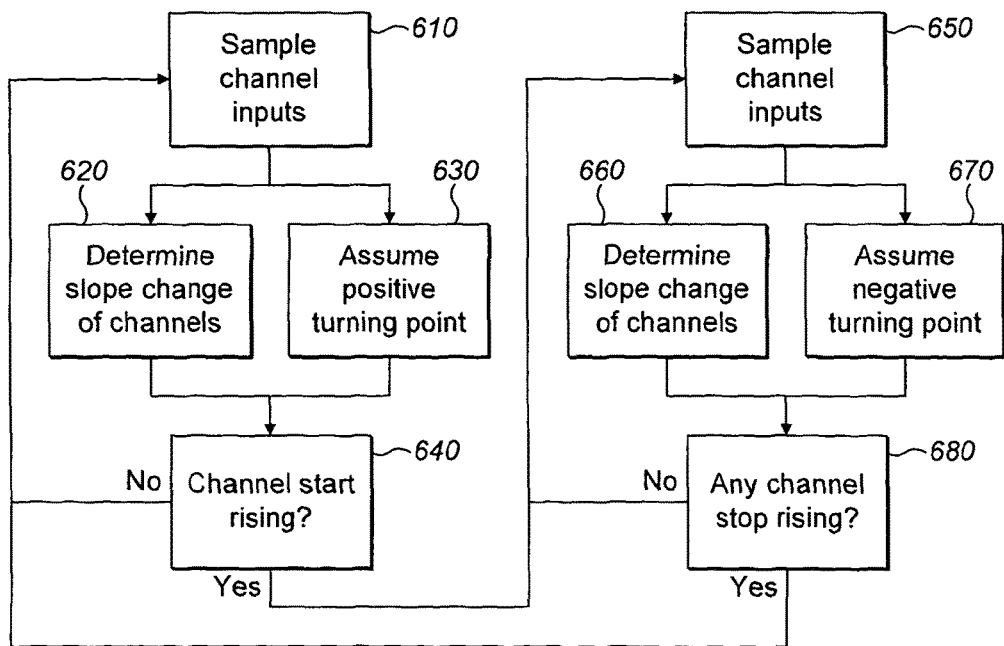 610
Sample
channel
inputs
620
Determine
slope change
of channels
630
Assume
positive
turning point
640
Channel start
rising?
No
Yes
650
Sample
channel
inputs
660
Determine
slope change
of channels
670
Assume
negative
turning point
680
Any channel
stop rising?
No
Yes